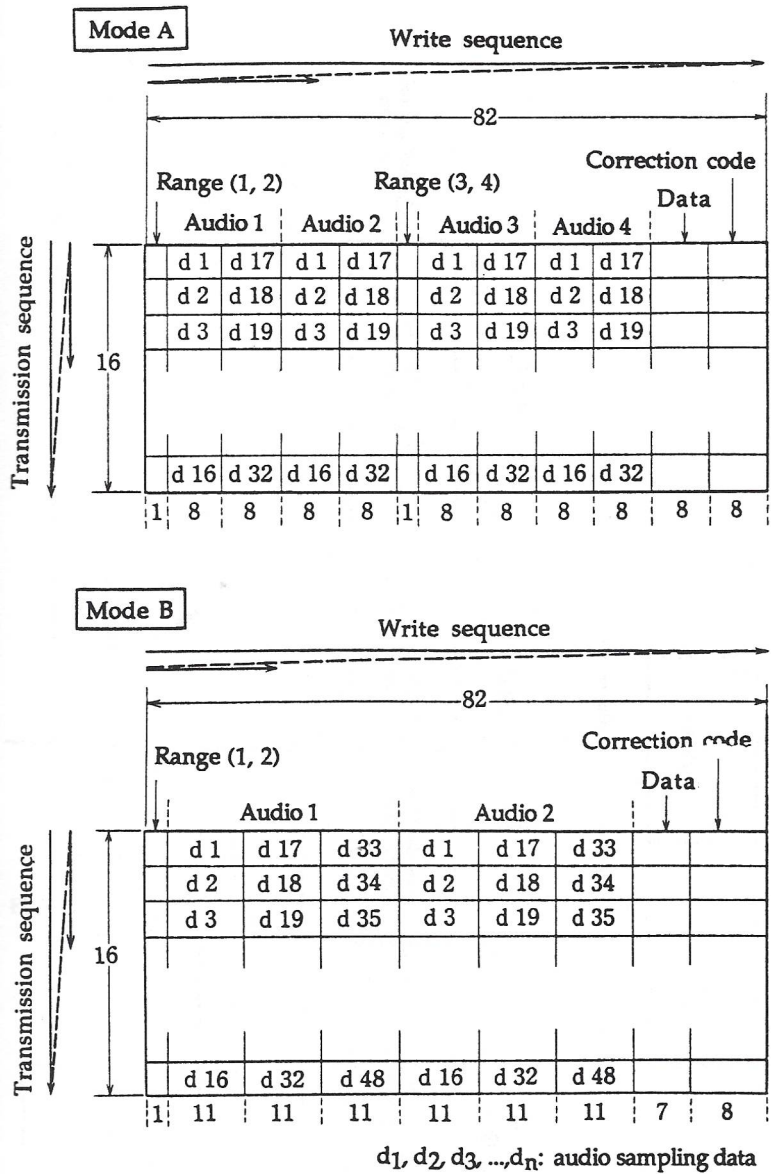 Mode A
Write sequence
82
Correction code
Range (1, 2) Range (3, 4) Data
Audio 1 Audio 2 Audio 3 Audio 4
Transmission sequence
16
d 1 d 17 d 1 d 17 d 1 d 17 d 1 d 17
d 2 d 18 d 2 d 18 d 2 d 18 d 2 d 18
d 3 d 19 d 3 d 19 d 3 d 19 d 3 d 19
d 16 d 32 d 16 d 32 d 16 d 32 d 16 d 32
1 8 8 8 8 1 8 8 8 8 8 8
Mode B
Write sequence
82
Correction code
Range (1, 2) Data
Audio 1 Audio 2
Transmission sequence
16
d 1 d 17 d 33 d 1 d 17 d 33
d 2 d 18 d 34 d 2 d 18 d 34
d 3 d 19 d 35 d 3 d 19 d 35
d 16 d 32 d 48 d 16 d 32 d 48
1 11 11 11 11 11 11 7 8
d1, d2, d3, ...,dn: audio sampling data